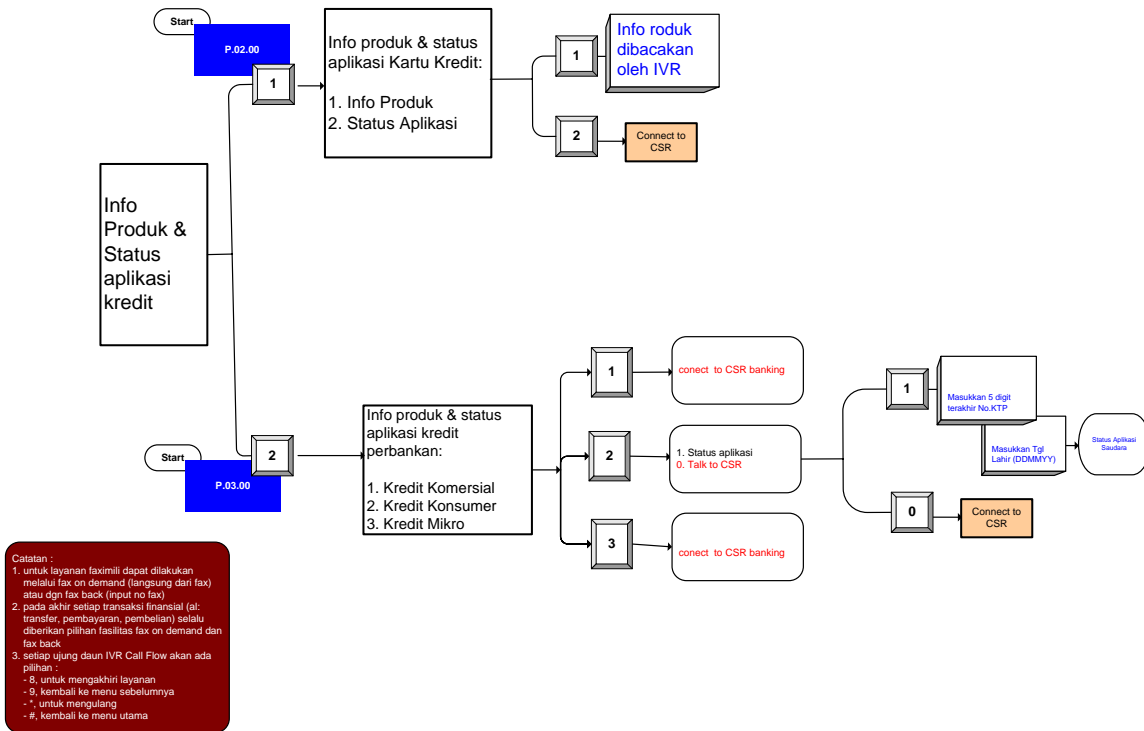 Start
P.02.00
1
Info produk & status
aplikasi Kartu Kredit:
1. Info Produk
2. Status Aplikasi
1
Info roduk
dibacakan
oleh IVR
2
Connect to
CSR
Info
Produk &
Status
aplikasi
kredit
Start
P.03.00
2
Info produk & status
aplikasi kredit
perbankan:
1. Kredit Komersial
2. Kredit Konsumer
3. Kredit Mikro
1
conect  to CSR banking
2
1. Status aplikasi
0. Talk to CSR
3
conect  to CSR banking
1
Masukkan 5 digit
terakhir No.KTP
Masukkan Tgl
Lahir (DDMMYY)
Status Aplikasi
Saudara
0
Connect to
CSR
Catatan :
1. untuk layanan faximili dapat dilakukan
melalui fax on demand (langsung dari fax)
atau dgn fax back (input no fax)
2. pada akhir setiap transaksi finansial (al:
transfer, pembayaran, pembelian) selalu
diberikan pilihan fasilitas fax on demand dan
fax back
3. setiap ujung daun IVR Call Flow akan ada
pilihan :
- 8, untuk mengakhiri layanan
- 9, kembali ke menu sebelumnya
- *, untuk mengulang
- #, kembali ke menu utama